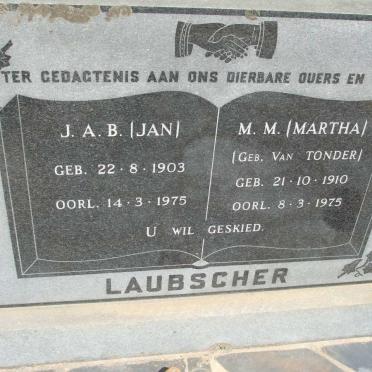 TER GEDAGTENIS AAN ONS DIERBARE OUERS EN
J. A. B. (JAN)
GEB. 22 · 8 · 1903
OORL. 14 · 3 · 1975
M. M. (MARTHA)
(GEB. VAN TONDER)
GEB. 21 · 10 · 1910
OORL. 8 · 3 · 1975
U WIL GESKIED.
LAUBSCHER